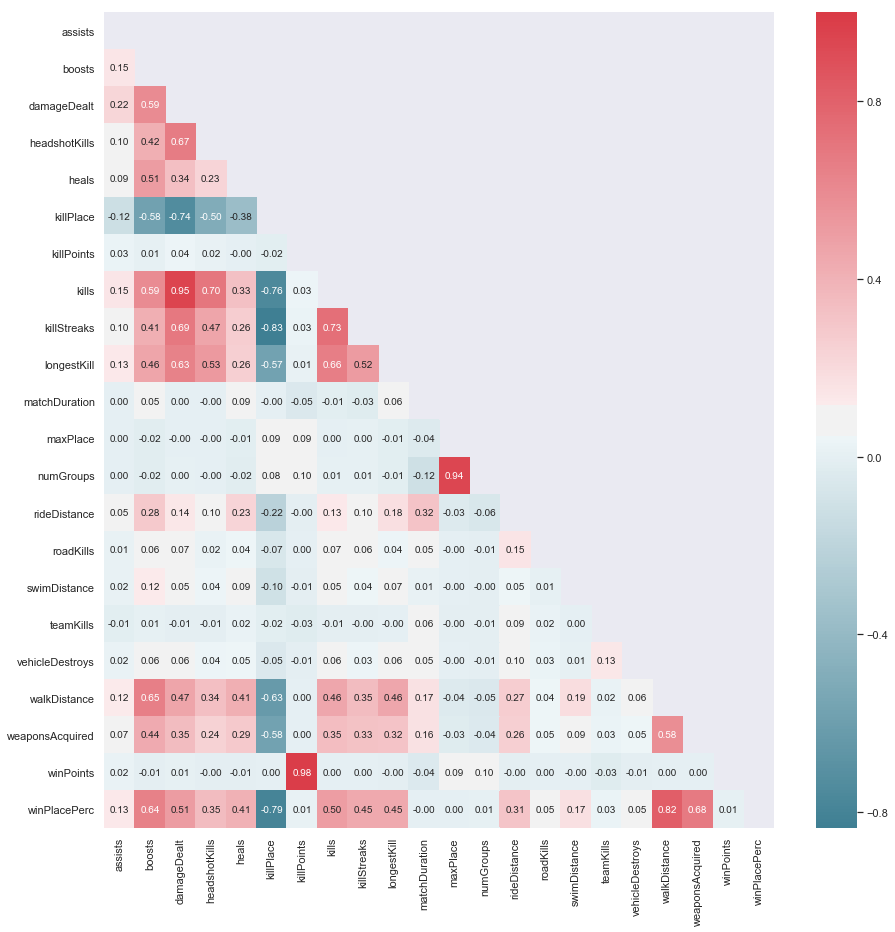 assists
boosts 0.15
damageDealt 0.22 0.59
headshotKills 0.10 0.42 0.67
heals 0.09 0.51 0.34 0.23
killPlace -0.12 -0.58 -0.74 -0.50 -0.38
killPoints 0.03 0.01 0.04 0.02 -0.00 -0.02
kills 0.15 0.59 0.95 0.70 0.33 -0.76 0.03
killStreaks 0.10 0.41 0.69 0.47 0.26 -0.83 0.03 0.73
longestKill 0.13 0.46 0.63 0.53 0.26 -0.57 0.01 0.66 0.52
matchDuration 0.00 0.05 0.00 -0.00 0.09 -0.00 -0.05 -0.01 -0.03 0.06
maxPlace 0.00 -0.02 -0.00 -0.00 -0.01 0.09 0.09 0.00 0.00 -0.01 -0.04
numGroups 0.00 -0.02 0.00 -0.00 -0.02 0.08 0.10 0.01 0.01 -0.01 -0.12 0.94
rideDistance 0.05 0.28 0.14 0.10 0.23 -0.22 -0.00 0.13 0.10 0.18 0.32 -0.03 -0.06
roadKills 0.01 0.06 0.07 0.02 0.04 -0.07 0.00 0.07 0.06 0.04 0.05 -0.00 -0.01 0.15
swimDistance 0.02 0.12 0.05 0.04 0.09 -0.10 -0.01 0.05 0.04 0.07 0.01 -0.00 -0.00 0.05 0.01
teamKills -0.01 0.01 -0.01 -0.01 0.02 -0.02 -0.03 -0.01 -0.00 -0.00 0.06 -0.00 -0.01 0.09 0.02 0.00
vehicleDestroys 0.02 0.06 0.06 0.04 0.05 -0.05 -0.01 0.06 0.03 0.06 0.05 -0.00 -0.01 0.10 0.03 0.01 0.13
walkDistance 0.12 0.65 0.47 0.34 0.41 -0.63 0.00 0.46 0.35 0.46 0.17 -0.04 -0.05 0.27 0.04 0.19 0.02 0.06
weaponsAcquired 0.07 0.44 0.35 0.24 0.29 -0.58 0.00 0.35 0.33 0.32 0.16 -0.03 -0.04 0.26 0.05 0.09 0.03 0.05 0.58
winPoints 0.02 -0.01 0.01 -0.00 -0.01 0.00 0.98 0.00 0.00 -0.00 -0.04 0.09 0.10 -0.00 0.00 -0.00 -0.03 -0.01 0.00 0.00
winPlacePerc 0.13 0.64 0.51 0.35 0.41 -0.79 0.01 0.50 0.45 0.45 -0.00 0.00 0.01 0.31 0.05 0.17 0.03 0.05 0.82 0.68 0.01
assists boosts damageDealt headshotKills heals killPlace killPoints kills killStreaks longestKill matchDuration maxPlace numGroups rideDistance roadKills swimDistance teamKills vehicleDestroys walkDistance weaponsAcquired winPoints winPlacePerc
0.8
0.4
0.0
-0.4
-0.8